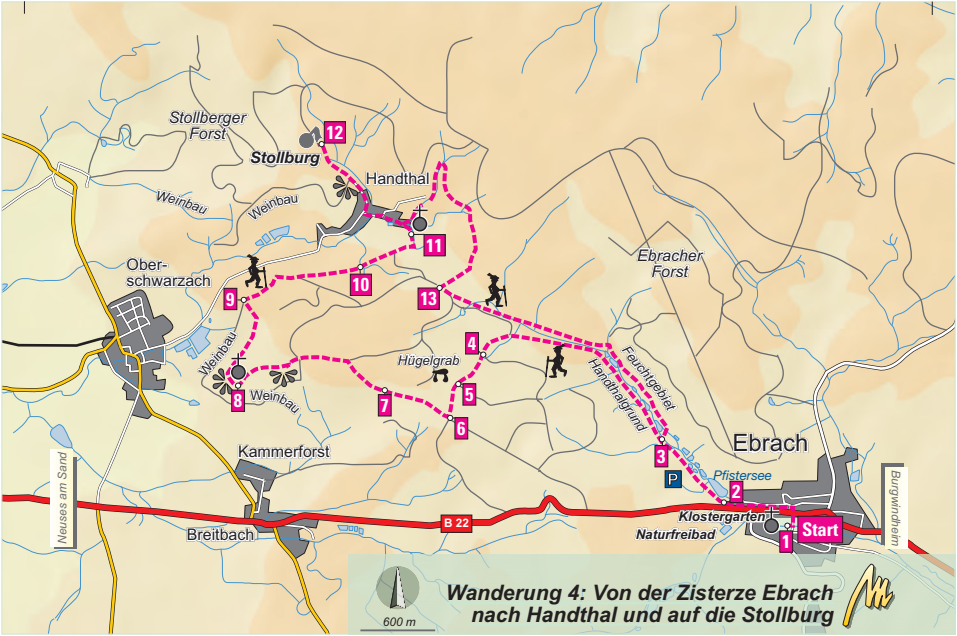 Stollberger
Forst
12
Stollburg
Handthal
Weinbau
Weinbau
11
Ober-
schwarzach
10
9
13
Ebracher
Forst
Weinbau
4
Hügelgrab
Feuchtgebiet
Handthalgrund
5
8
Weinbau
7
6
Kammerforst
3
P
Ebrach
Pfistersee
2
Neuses am Sand
B 22
Breitbach
Klostergarten
Naturfreibad
Start
1
Burgwindheim
600 m
Wanderung 4: Von der Zisterze Ebrach
nach Handthal und auf die Stollburg